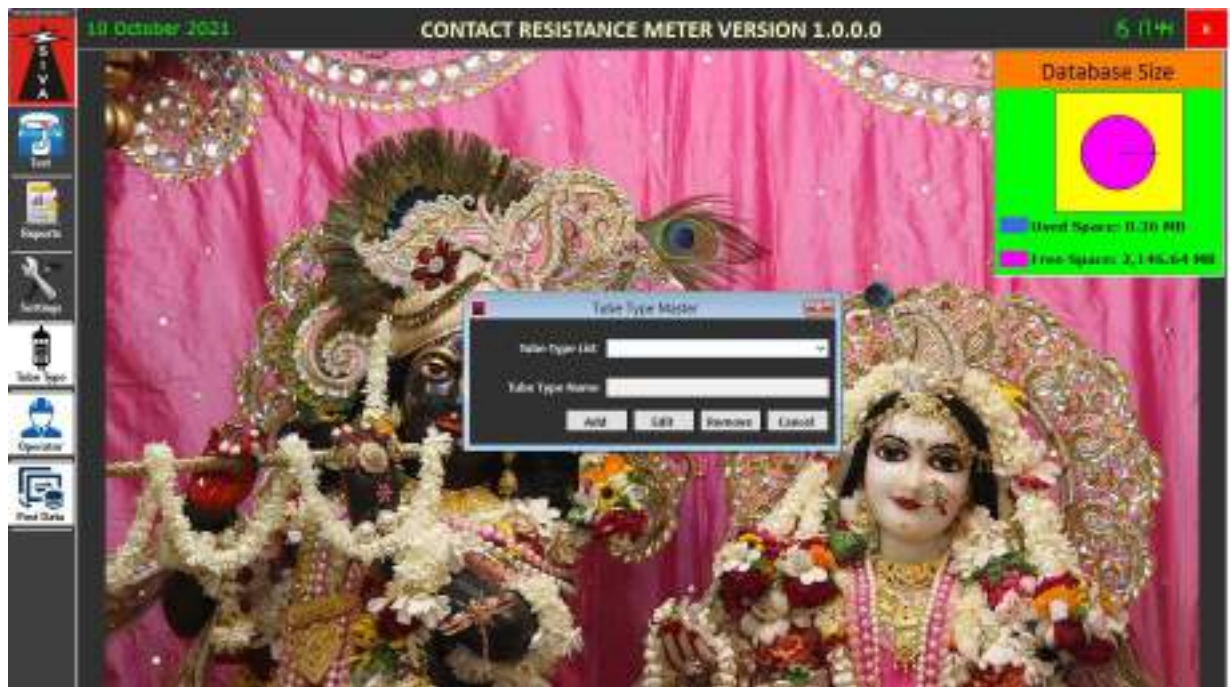 SIVA
10 October 2021
CONTACT RESISTANCE METER VERSION 1.0.0.0
Database Size
Used Space: 0.36 MB
Free Space: 2,146.64 MB
Test
Reports
Settings
Tube Type
Operator
Post Data
Tube Type Master
Tube Type List
Tube Type Name
Add
Edit
Remove
Cancel